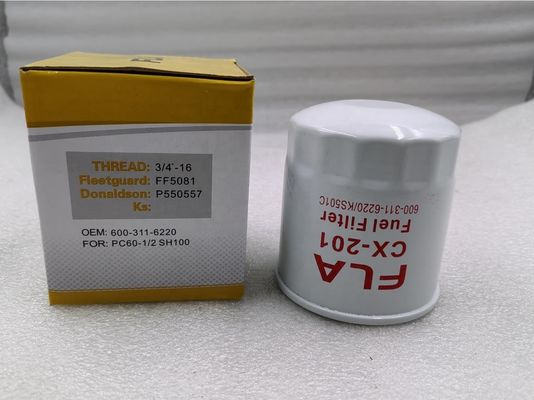 THREAD: 3/4"-16
Fleetguard: FF5081
Donaldson: P550557
Ks:
OEM: 600-311-6220
FOR: PC60-1/2 SH100
FLA
CX-201
Fuel Filter
600-311-6220/KS501C